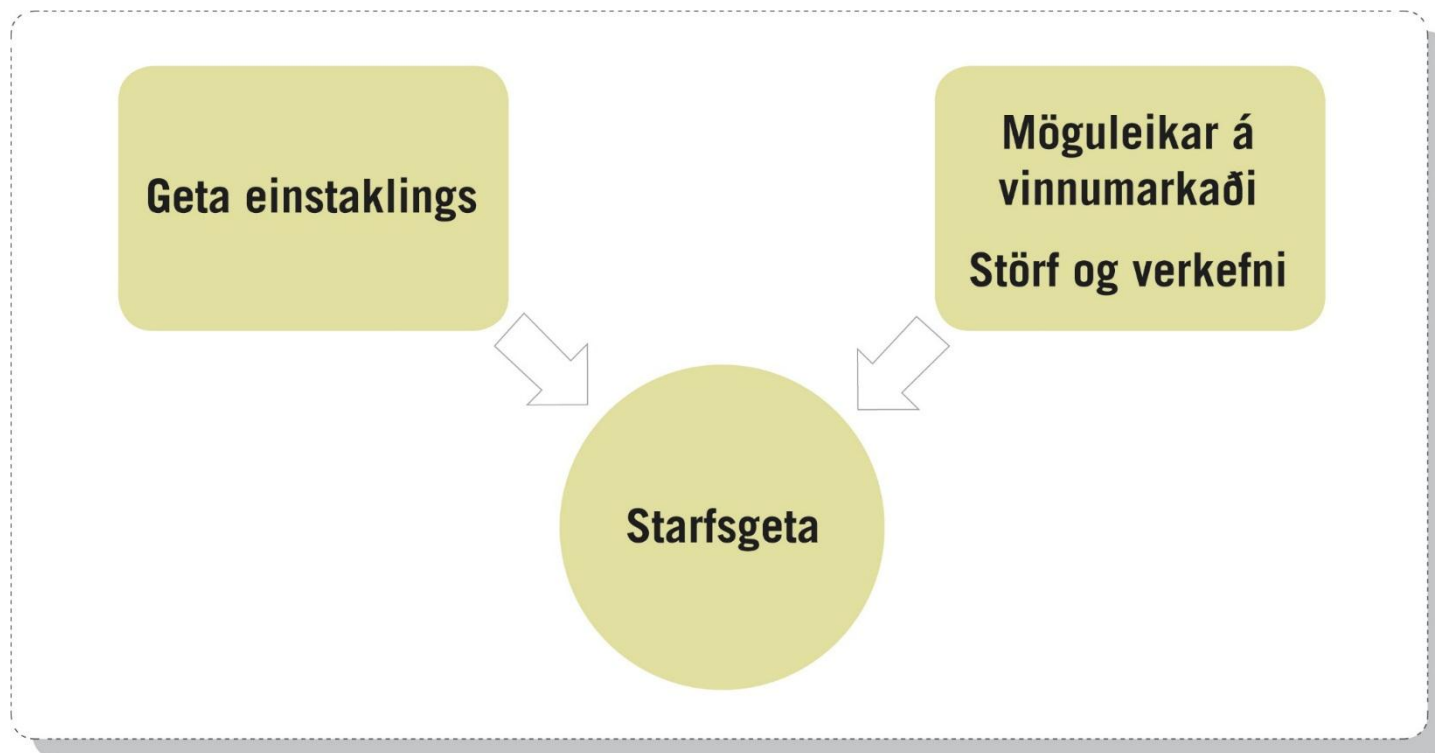 Geta einstaklings
Möguleikar á
vinnumarkaði
Störf og verkefni
Starfsgeta